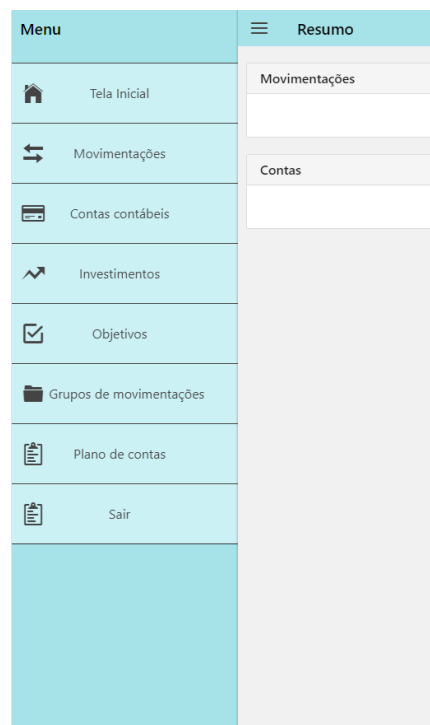 Menu
Tela Inicial
Movimentações
Contas contábeis
Investimentos
Objetivos
Grupos de movimentações
Plano de contas
Sair
Resumo
Movimentações
Contas